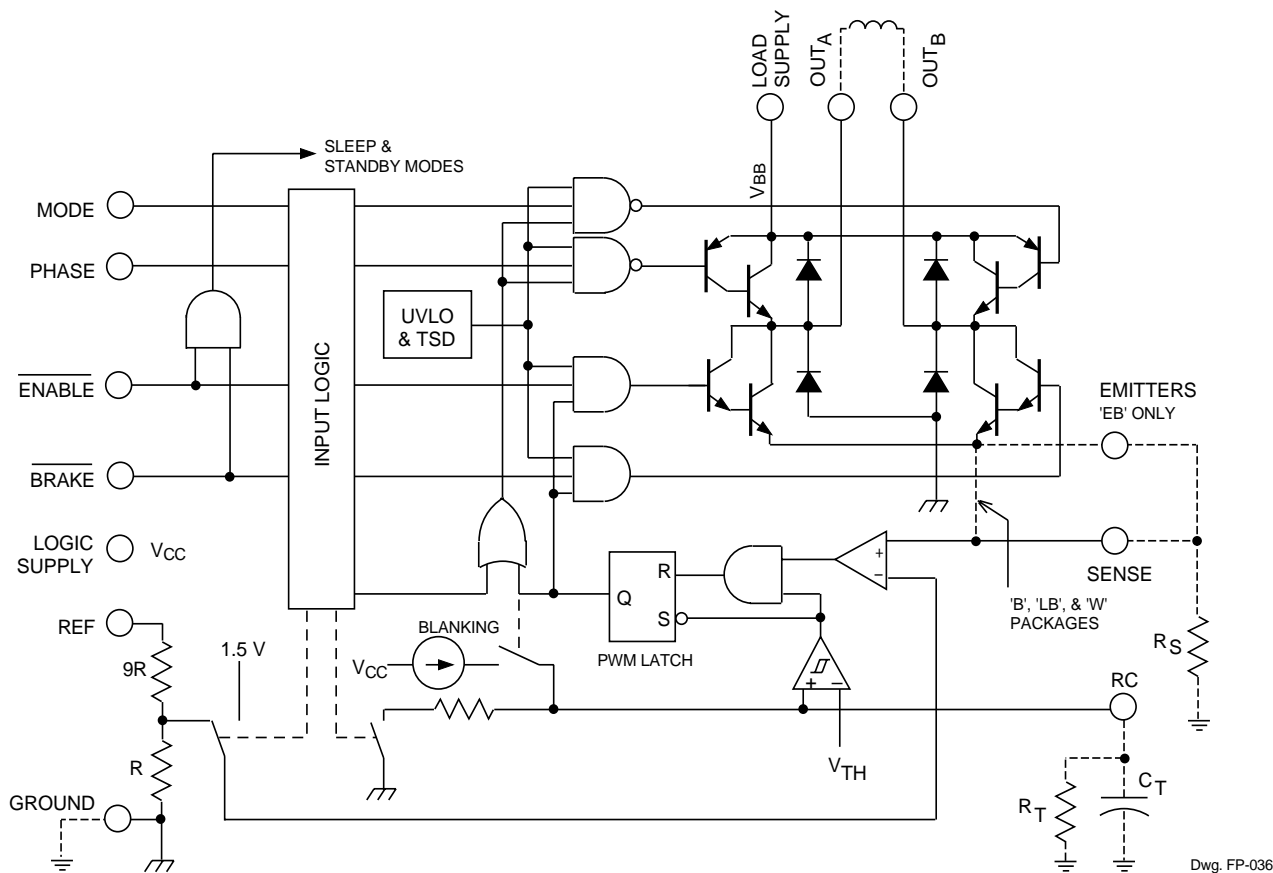 LOAD
SUPPLY
OUTA
OUTB
SLEEP &
STANDBY MODES
VBB
MODE
PHASE
UVLO
& TSD
INPUT LOGIC
ENABLE
EMITTERS
'EB' ONLY
BRAKE
LOGIC
SUPPLY
VCC
R
Q
S
+
–
SENSE
'B', 'LB', & 'W'
PACKAGES
REF
BLANKING
PWM LATCH
9R
1.5 V
VCC
+ –
RS
RC
R
VTH
GROUND
RT
CT
Dwg. FP-036